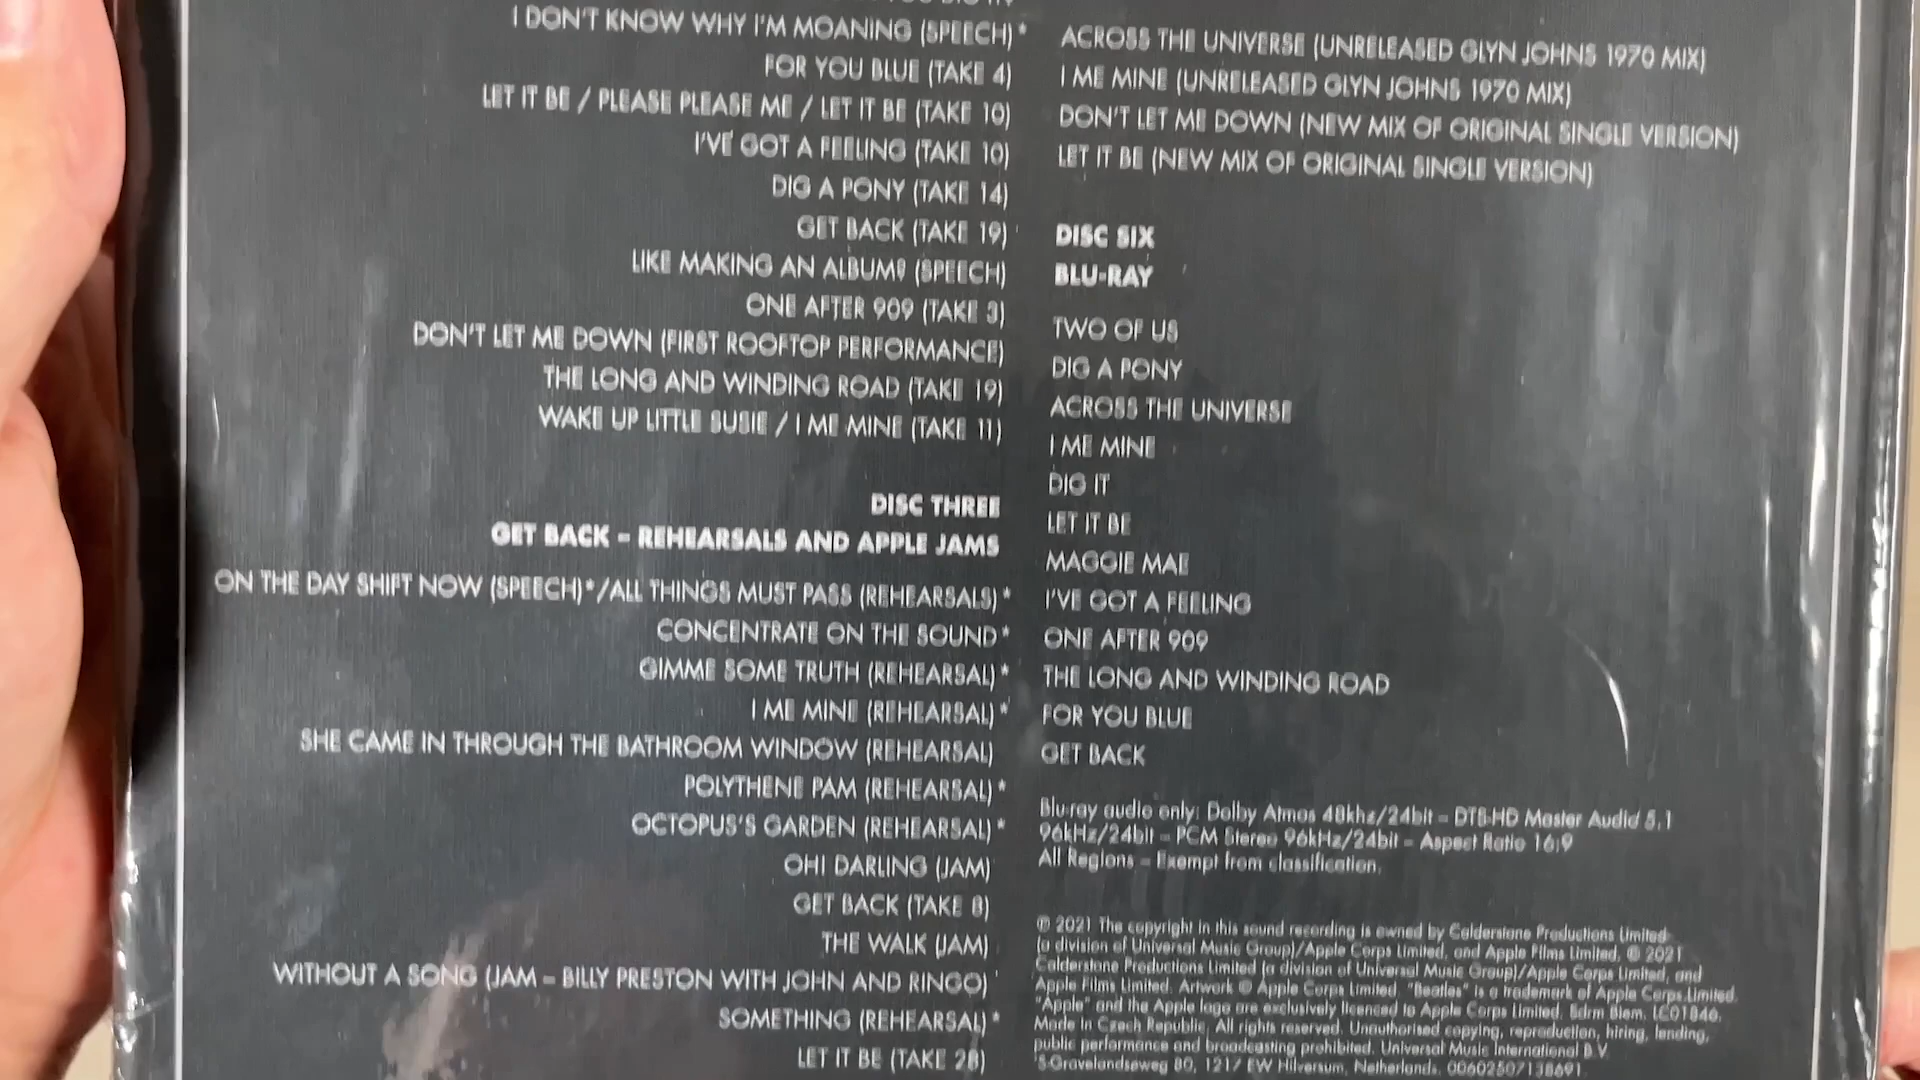 I DON'T KNOW WHY I'M MOANING (SPEECH)*
FOR YOU BLUE (TAKE 4)
LET IT BE / PLEASE PLEASE ME / LET IT BE (TAKE 10)
I'VE GOT A FEELING (TAKE 10)
DIG A PONY (TAKE 14)
GET BACK (TAKE 19)
LIKE MAKING AN ALBUM? (SPEECH)
ONE AFTER 909 (TAKE 3)
DON'T LET ME DOWN (FIRST ROOFTOP PERFORMANCE)
THE LONG AND WINDING ROAD (TAKE 19)
WAKE UP LITTLE SUSIE / I ME MINE (TAKE 11)
DISC THREE
GET BACK – REHEARSALS AND APPLE JAMS
ON THE DAY SHIFT NOW (SPEECH)*/ALL THINGS MUST PASS (REHEARSALS)*
CONCENTRATE ON THE SOUND*
GIMME SOME TRUTH (REHEARSAL)*
I ME MINE (REHEARSAL)*
SHE CAME IN THROUGH THE BATHROOM WINDOW (REHEARSAL)
POLYTHENE PAM (REHEARSAL)*
OCTOPUS'S GARDEN (REHEARSAL)*
OH! DARLING (JAM)
GET BACK (TAKE 8)
THE WALK (JAM)
WITHOUT A SONG (JAM – BILLY PRESTON WITH JOHN AND RINGO)
SOMETHING (REHEARSAL)*
LET IT BE (TAKE 28)
ACROSS THE UNIVERSE (UNRELEASED GLYN JOHNS 1970 MIX)
I ME MINE (UNRELEASED GLYN JOHNS 1970 MIX)
DON'T LET ME DOWN (NEW MIX OF ORIGINAL SINGLE VERSION)
LET IT BE (NEW MIX OF ORIGINAL SINGLE VERSION)
DISC SIX
BLU-RAY
TWO OF US
DIG A PONY
ACROSS THE UNIVERSE
I ME MINE
DIG IT
LET IT BE
MAGGIE MAE
I'VE GOT A FEELING
ONE AFTER 909
THE LONG AND WINDING ROAD
FOR YOU BLUE
GET BACK
Blu-ray audio only: Dolby Atmos 48khz/24bit – DTS-HD Master Audio 5.1
96kHz/24bit – PCM Stereo 96kHz/24bit – Aspect Ratio 16:9
All Regions – Exempt from classification.
℗ 2021 The copyright in this sound recording is owned by Calderstone Productions Limited
(a division of Universal Music Group)/Apple Corps Limited, and Apple Films Limited, © 2021
Calderstone Productions Limited (a division of Universal Music Group)/Apple Corps Limited, and
Apple Films Limited. Artwork © Apple Corps Limited. "Beatles" is a trademark of Apple Corps Limited.
"Apple" and the Apple logo are exclusively licenced to Apple Corps Limited. Sdrm Biem. LC01846.
Made in Czech Republic. All rights reserved. Unauthorised copying, reproduction, hiring, lending,
public performance and broadcasting prohibited. Universal Music International B.V.
'S-Gravelandseweg 80, 1217 EW Hilversum, Netherlands. 00602507138691